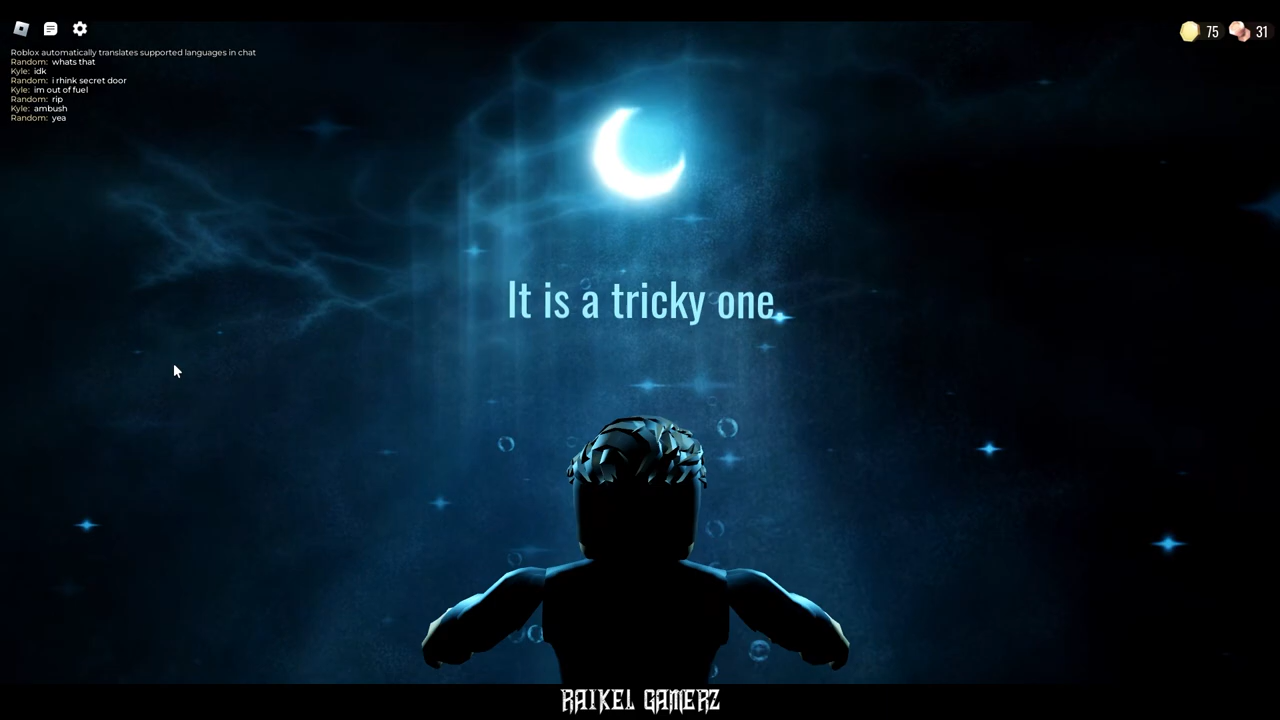 75
31
Roblox automatically translates supported languages in chat
Random: whats that
Kyle: idk
Random: i rhink secret door
Kyle: im out of fuel
Random: rip
Kyle: ambush
Random: yea
It is a tricky one.
RAIKEL GAMERZ